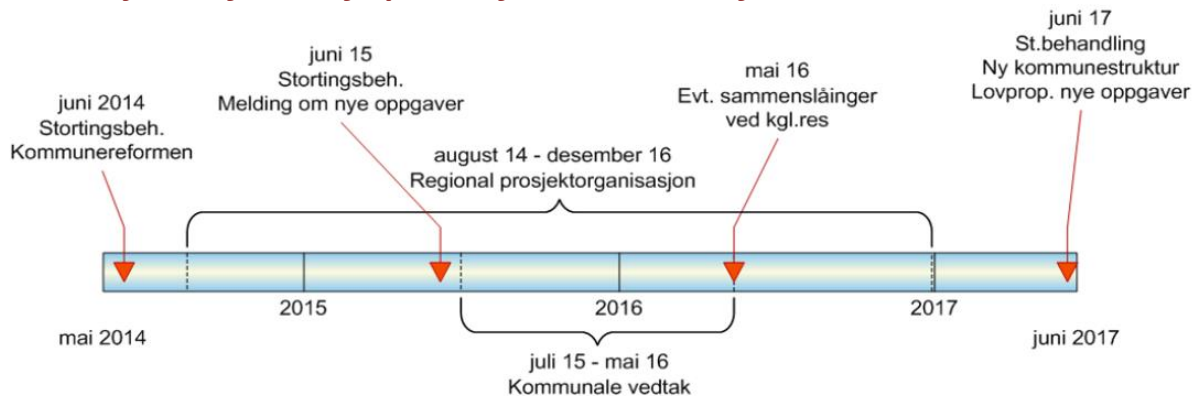 juni 2014
Stortingsbeh.
Kommunereformen
juni 15
Stortingsbeh.
Melding om nye oppgaver
mai 16
Evt. sammenslåinger
ved kgl.res
juni 17
St.behandling
Ny kommunestruktur
Lovprop. nye oppgaver
august 14 - desember 16
Regional prosjektorganisasjon
2015
2016
2017
mai 2014
juni 2017
juli 15 - mai 16
Kommunale vedtak